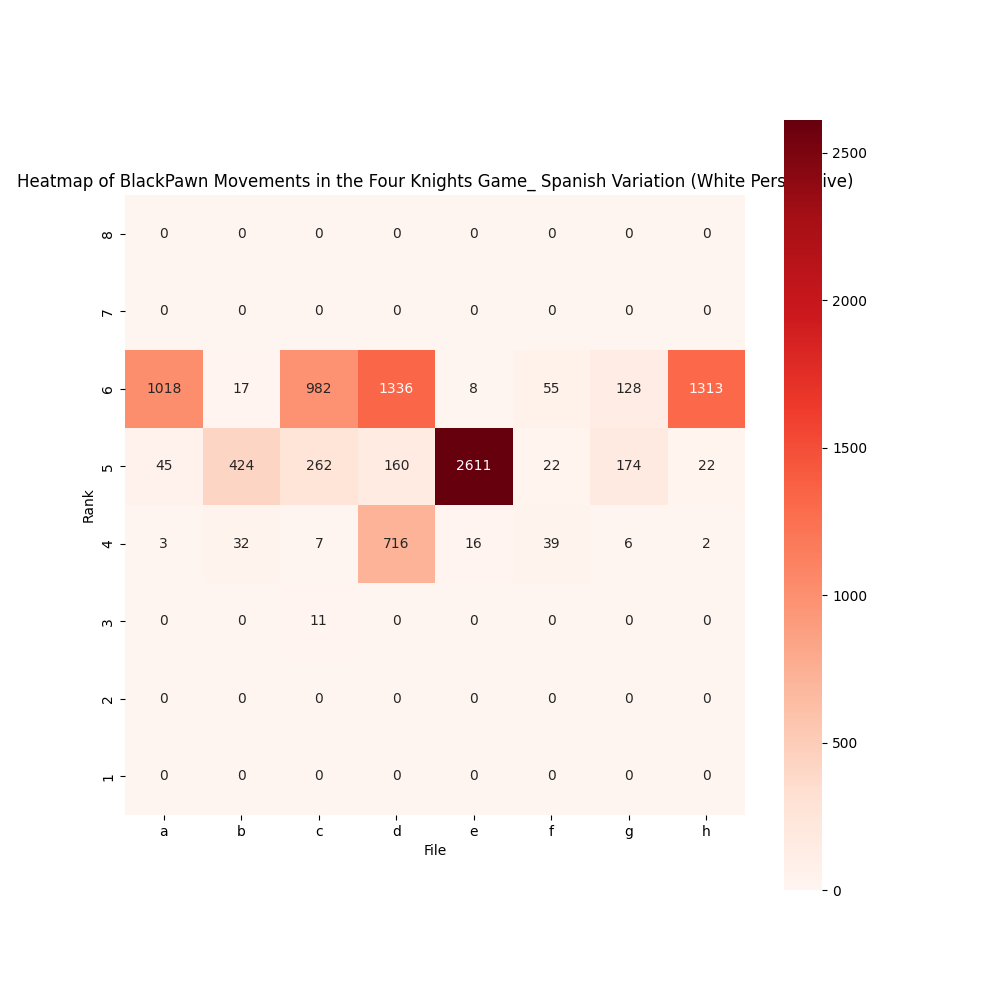 Heatmap of BlackPawn Movements in the Four Knights Game_ Spanish Variation (White Pers ive)
2500
2000
1500
1000
500
0
Rank
8 0 0 0 0 0 0 0 0
7 0 0 0 0 0 0 0 0
6 1018 17 982 1336 8 55 128 1313
5 45 424 262 160 2611 22 174 22
4 3 32 7 716 16 39 6 2
3 0 0 11 0 0 0 0 0
2 0 0 0 0 0 0 0 0
1 0 0 0 0 0 0 0 0
a b c d e f g h
File